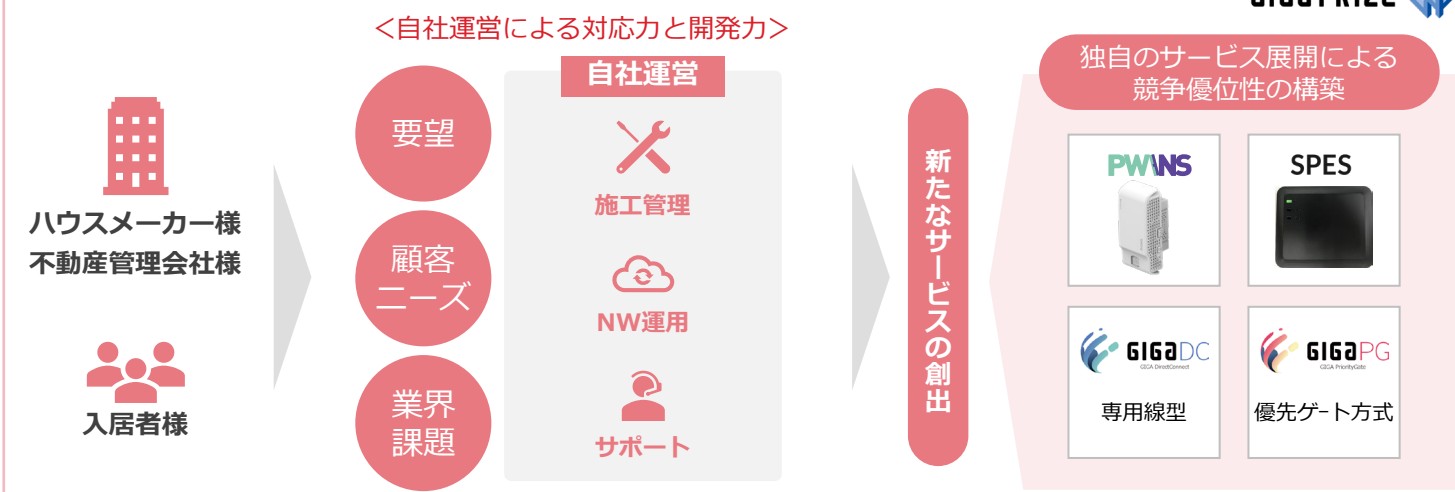 GIGAPRIZE
＜自社運営による対応力と開発力＞
ハウスメーカー様
不動産管理会社様
入居者様
要望
顧客
ニーズ
業界
課題
自社運営
施工管理
NW運用
サポート
新たなサービスの創出
独自のサービス展開による
競争優位性の構築
PWINS
SPES
GIGA DC
GIGA DirectConnect
専用線型
GIGA PG
GIGA PriorityGate
優先ゲート方式